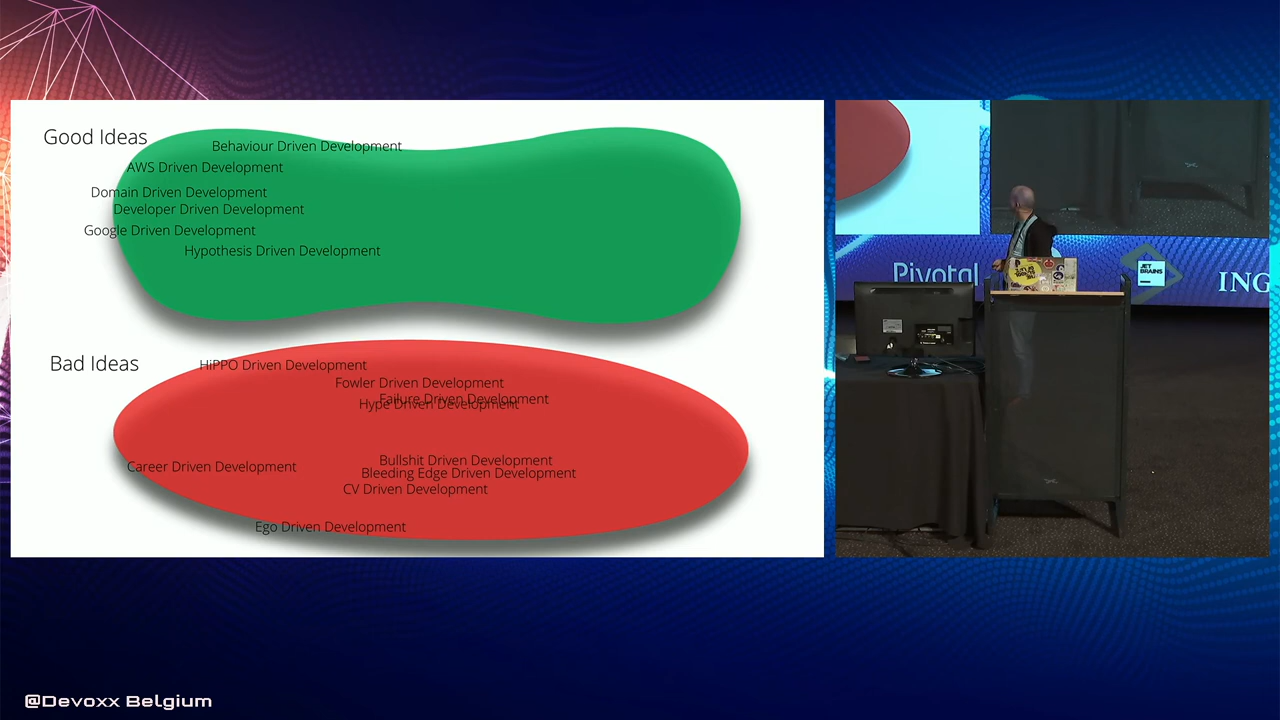 Good Ideas
Behaviour Driven Development
AWS Driven Development
Domain Driven Development
Developer Driven Development
Google Driven Development
Hypothesis Driven Development
Bad Ideas
HiPPO Driven Development
Fowler Driven Development
Failure Driven Development
Hype Driven Development
Bullshit Driven Development
Career Driven Development
Bleeding Edge Driven Development
CV Driven Development
Ego Driven Development
Pivotal
JET
BRAINS
ING
@Devoxx Belgium